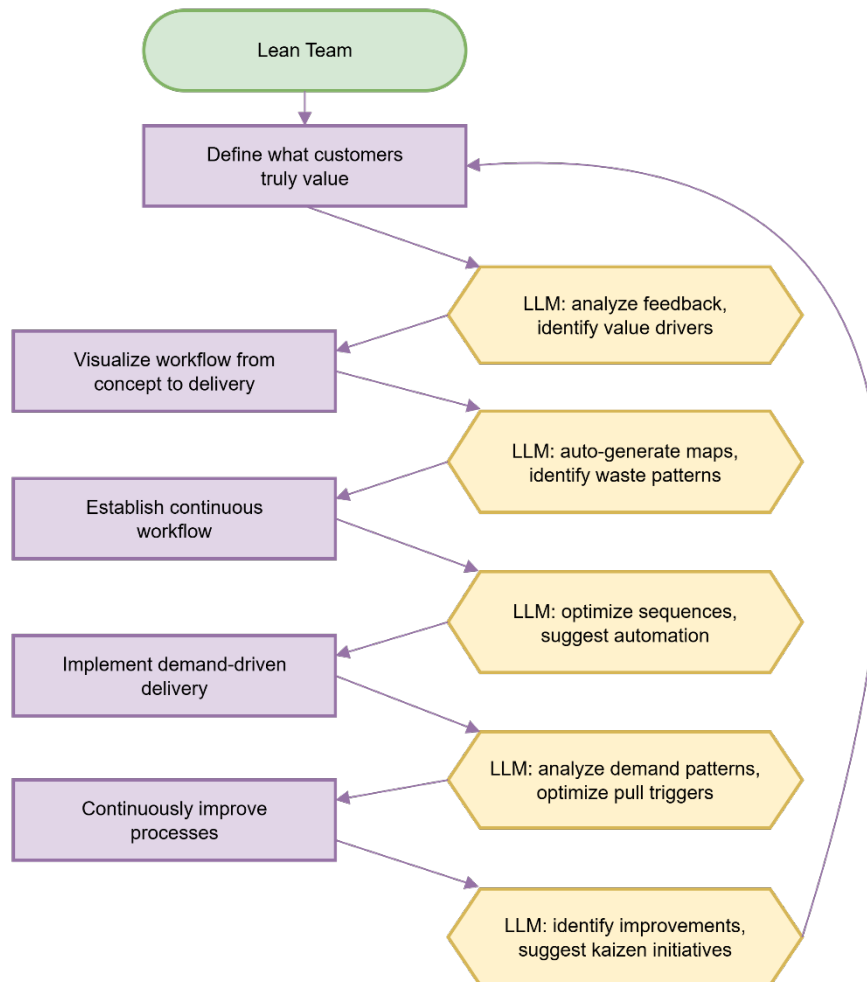 Lean Team
Define what customers
truly value
LLM: analyze feedback,
identify value drivers
Visualize workflow from
concept to delivery
LLM: auto-generate maps,
identify waste patterns
Establish continuous
workflow
LLM: optimize sequences,
suggest automation
Implement demand-driven
delivery
LLM: analyze demand patterns,
optimize pull triggers
Continuously improve
processes
LLM: identify improvements,
suggest kaizen initiatives